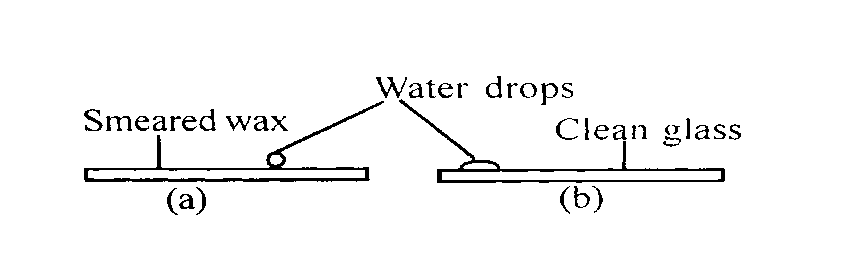 Water drops
Smeared wax
Clean glass
(a)
(b)